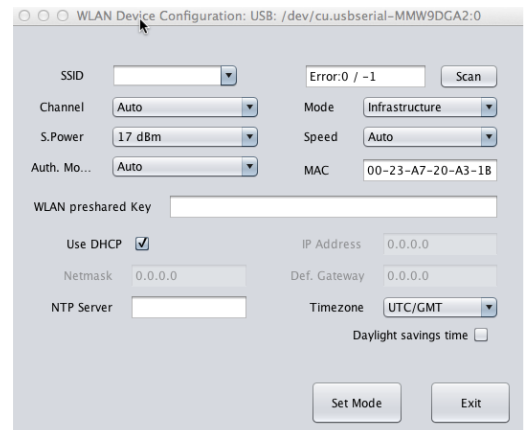 WLAN Device Configuration: USB: /dev/cu.usbserial-MMW9DGA2:0
SSID Error:0 / -1 Scan
Channel Auto Mode Infrastructure
S.Power 17 dBm Speed Auto
Auth. Mo... Auto MAC 00-23-A7-20-A3-1B
WLAN preshared Key
Use DHCP IP Address 0.0.0.0
Netmask 0.0.0.0 Def. Gateway 0.0.0.0
NTP Server Timezone UTC/GMT
Daylight savings time
Set Mode Exit